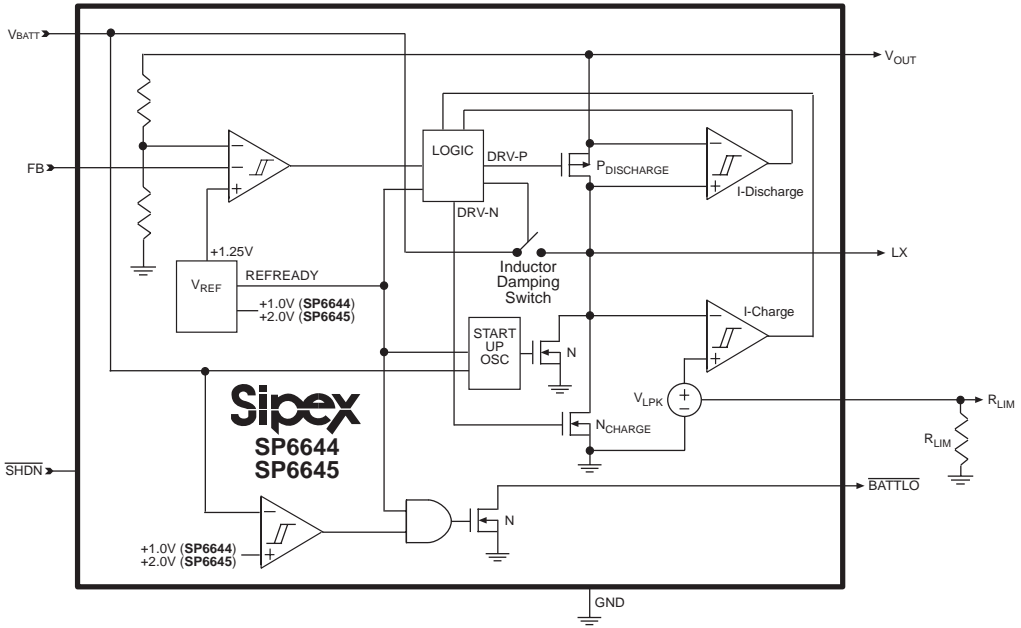 VBATT
VOUT
LOGIC
DRV-P
PDISCHARGE
I-Discharge
FB
DRV-N
+1.25V
LX
Inductor
Damping
Switch
VREF
REFREADY
+1.0V (SP6644)
+2.0V (SP6645)
I-Charge
START
UP
OSC
N
VLPK
RLIM
NCHARGE
RLIM
Sipex
SP6644
SP6645
SHDN
BATTLO
N
+1.0V (SP6644)
+2.0V (SP6645)
GND